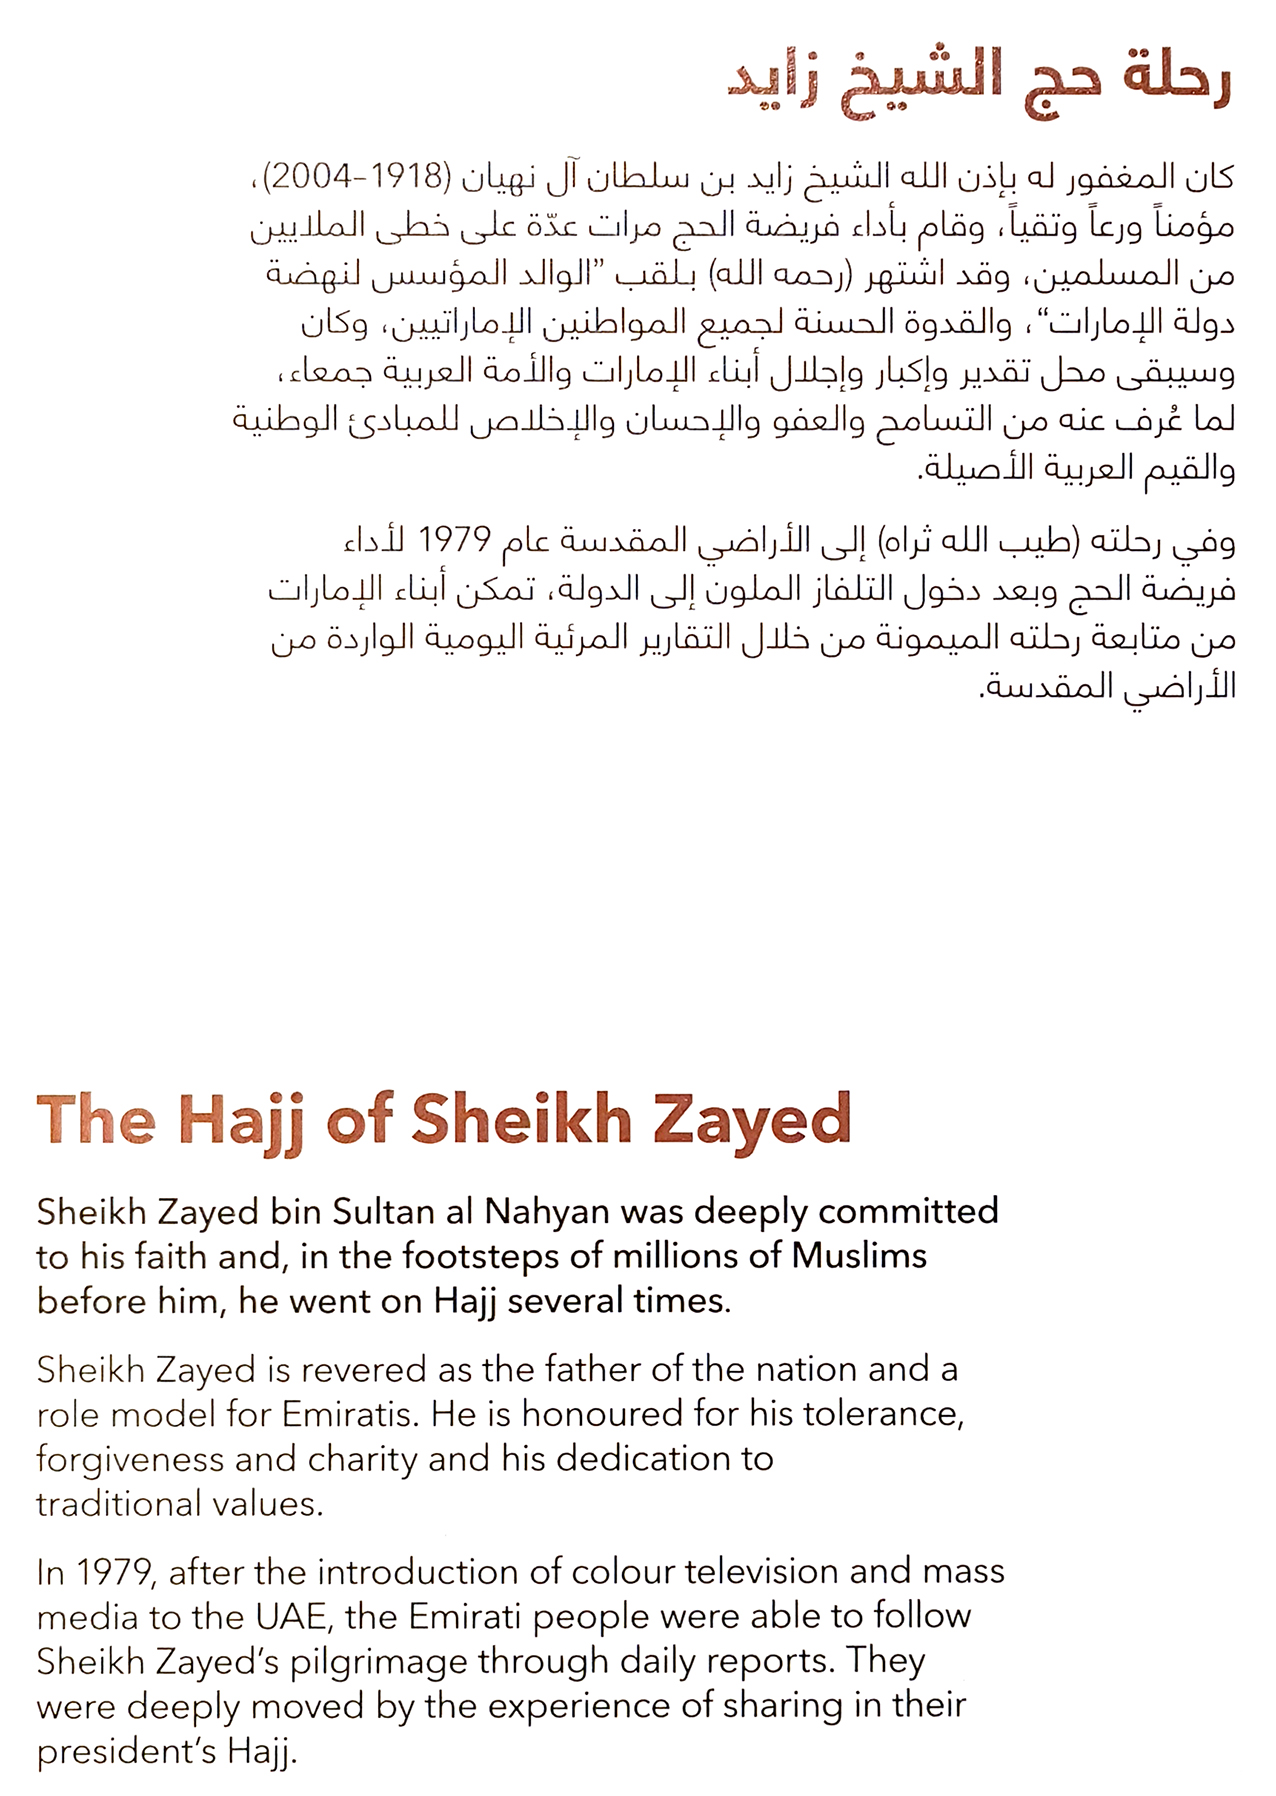 رحلة حج الشيخ زايد
كان المغفور له بإذن الله الشيخ زايد بن سلطان آل نهيان (1918–2004)،
مؤمناً ورعاً وتقياً، وقام بأداء فريضة الحج مرات عدّة على خطى الملايين
من المسلمين، وقد اشتهر (رحمه الله) بلقب ”الوالد المؤسس لنهضة
دولة الإمارات“، والقدوة الحسنة لجميع المواطنين الإماراتيين، وكان
وسيبقى محل تقدير وإكبار وإجلال أبناء الإمارات والأمة العربية جمعاء،
لما عُرف عنه من التسامح والعفو والإحسان والإخلاص للمبادئ الوطنية
والقيم العربية الأصيلة.
وفي رحلته (طيب الله ثراه) إلى الأراضي المقدسة عام 1979 لأداء
فريضة الحج وبعد دخول التلفاز الملون إلى الدولة، تمكن أبناء الإمارات
من متابعة رحلته الميمونة من خلال التقارير المرئية اليومية الواردة من
الأراضي المقدسة.
The Hajj of Sheikh Zayed
Sheikh Zayed bin Sultan al Nahyan was deeply committed
to his faith and, in the footsteps of millions of Muslims
before him, he went on Hajj several times.
Sheikh Zayed is revered as the father of the nation and a
role model for Emiratis. He is honoured for his tolerance,
forgiveness and charity and his dedication to
traditional values.
In 1979, after the introduction of colour television and mass
media to the UAE, the Emirati people were able to follow
Sheikh Zayed’s pilgrimage through daily reports. They
were deeply moved by the experience of sharing in their
president’s Hajj.